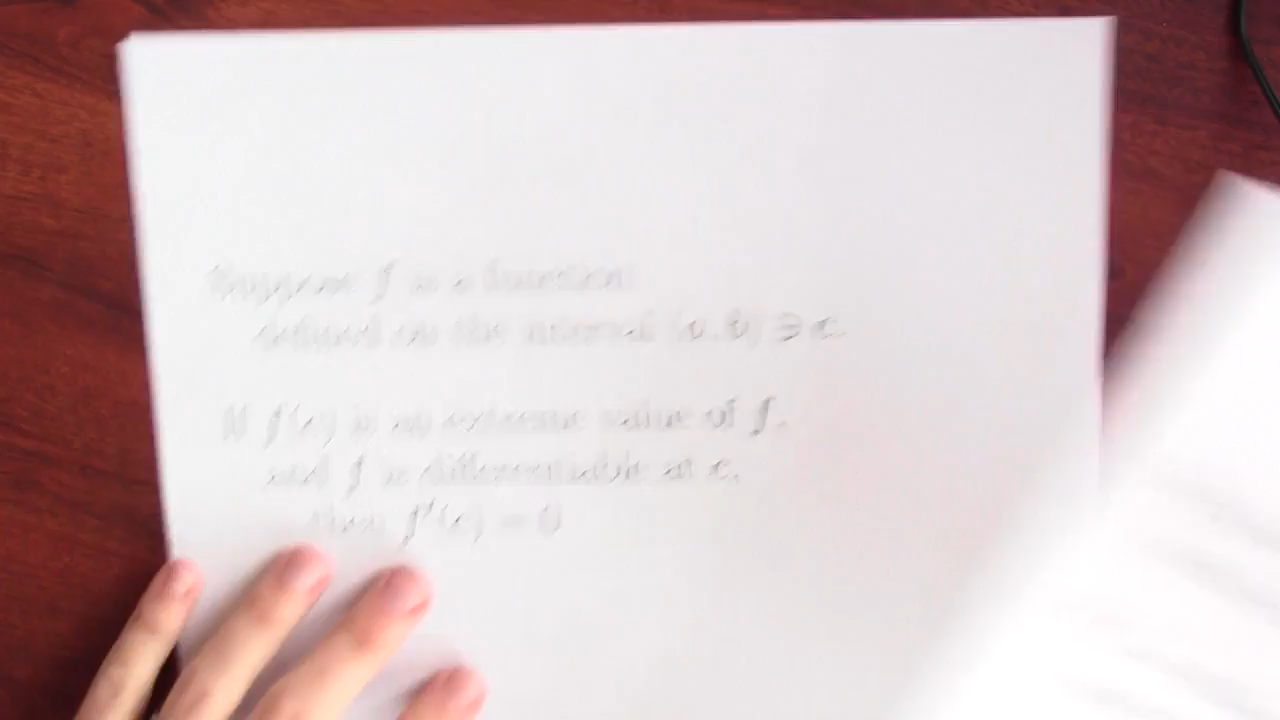 Suppose f is a function
defined on the interval (a,b) ∋ c.
If f(c) is an extreme value of f,
and f is differentiable at c,
then f'(c) = 0